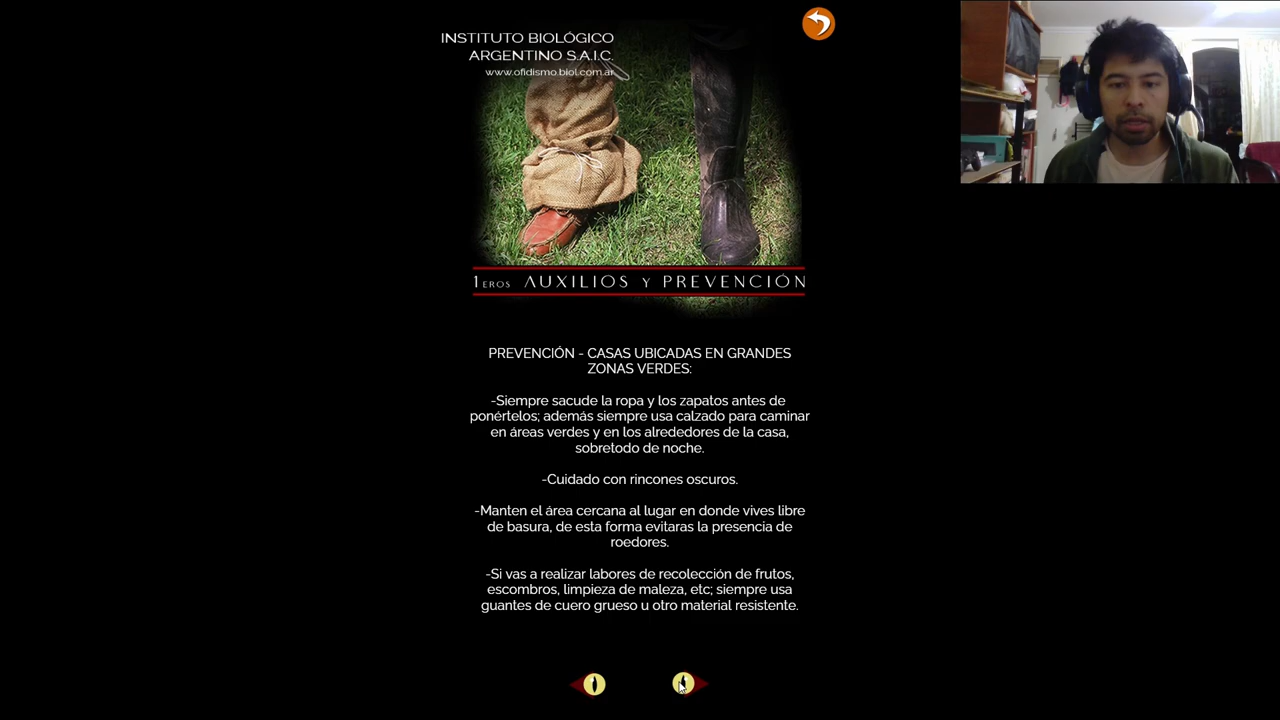 INSTITUTO BIOLÓGICO
ARGENTINO S.A.I.C.
www.ofidismo.biol.com.ar
1EROS AUXILIOS Y PREVENCIÓN
PREVENCIÓN - CASAS UBICADAS EN GRANDES
ZONAS VERDES:
-Siempre sacude la ropa y los zapatos antes de
ponértelos; además siempre usa calzado para caminar
en áreas verdes y en los alrededores de la casa,
sobretodo de noche.
-Cuidado con rincones oscuros.
-Manten el área cercana al lugar en donde vives libre
de basura, de esta forma evitaras la presencia de
roedores.
-Si vas a realizar labores de recolección de frutos,
escombros, limpieza de maleza, etc; siempre usa
guantes de cuero grueso u otro material resistente.